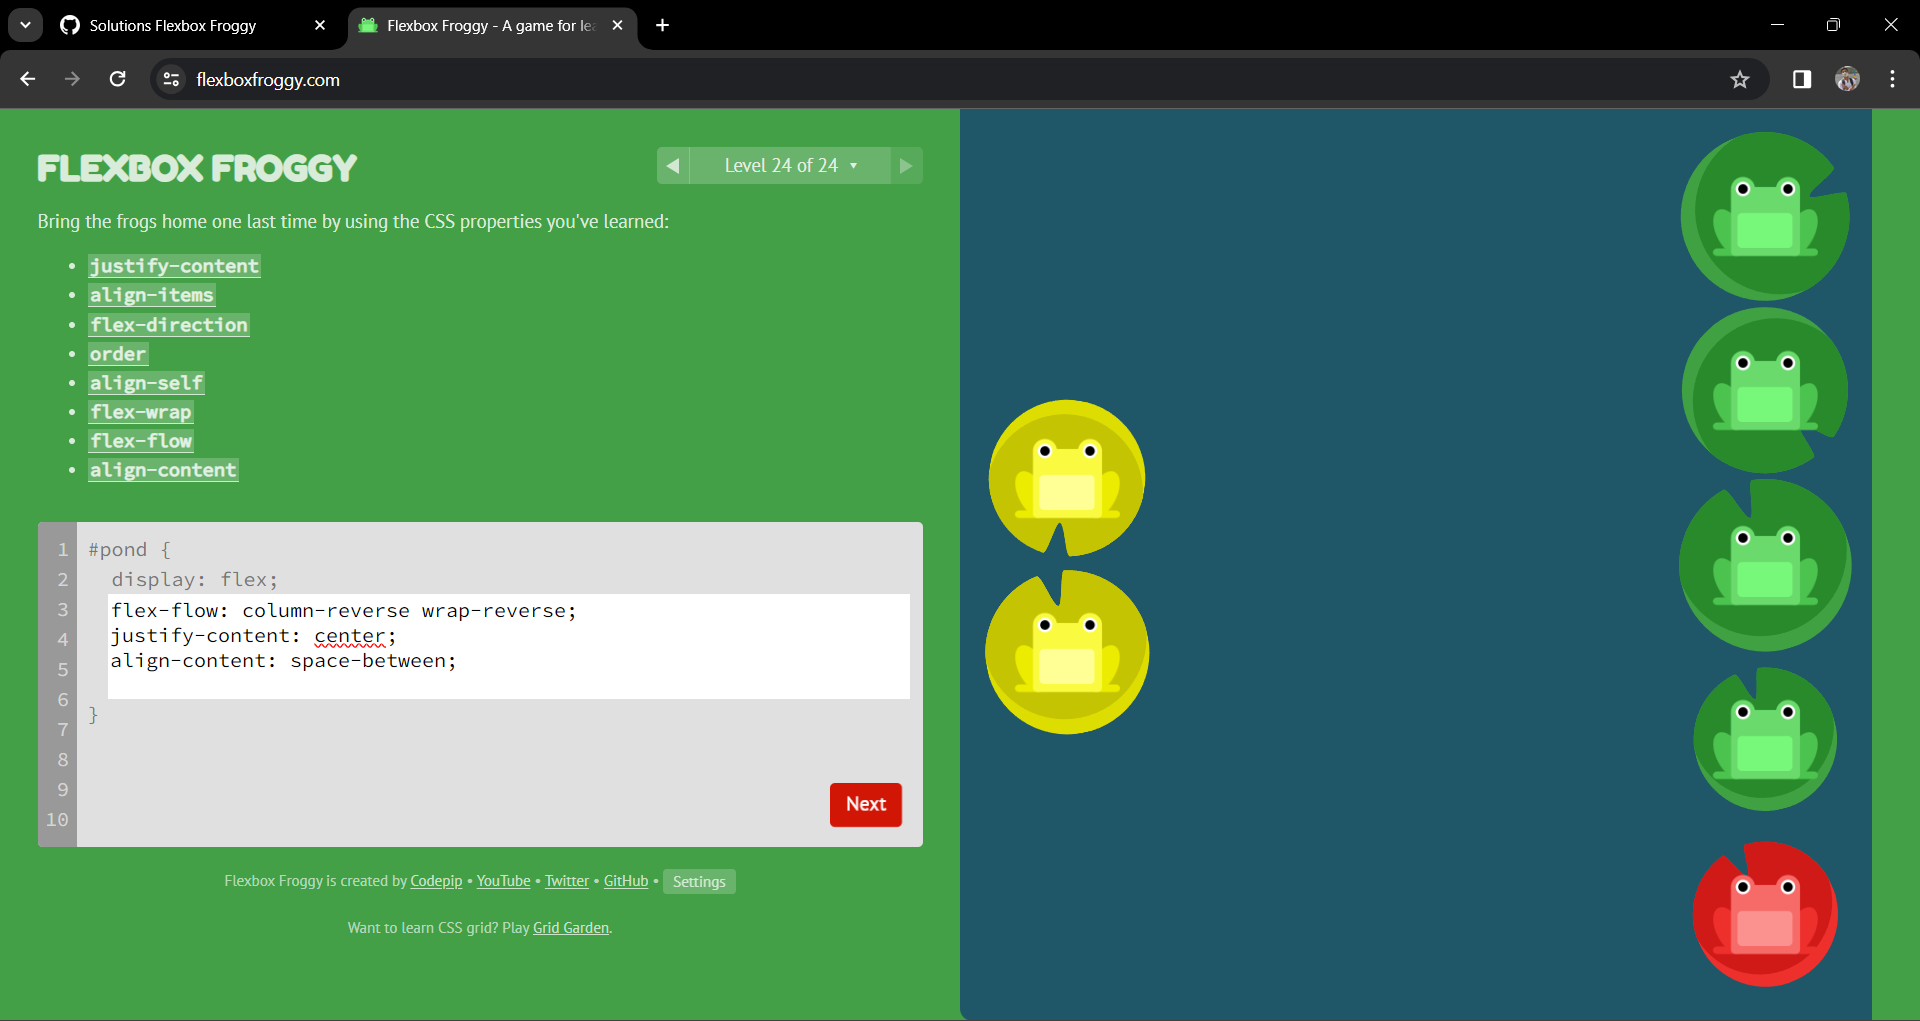 Solutions Flexbox Froggy
Flexbox Froggy - A game for le
flexboxfroggy.com
FLEXBOX FROGGY
Level 24 of 24
Bring the frogs home one last time by using the CSS properties you've learned:
justify-content
align-items
flex-direction
order
align-self
flex-wrap
flex-flow
align-content
1 #pond {
2 display: flex;
3 flex-flow: column-reverse wrap-reverse;
4 justify-content: center;
5 align-content: space-between;
6
7 }
8
9
10
Next
Flexbox Froggy is created by Codepip • YouTube • Twitter • GitHub • Settings
Want to learn CSS grid? Play Grid Garden.